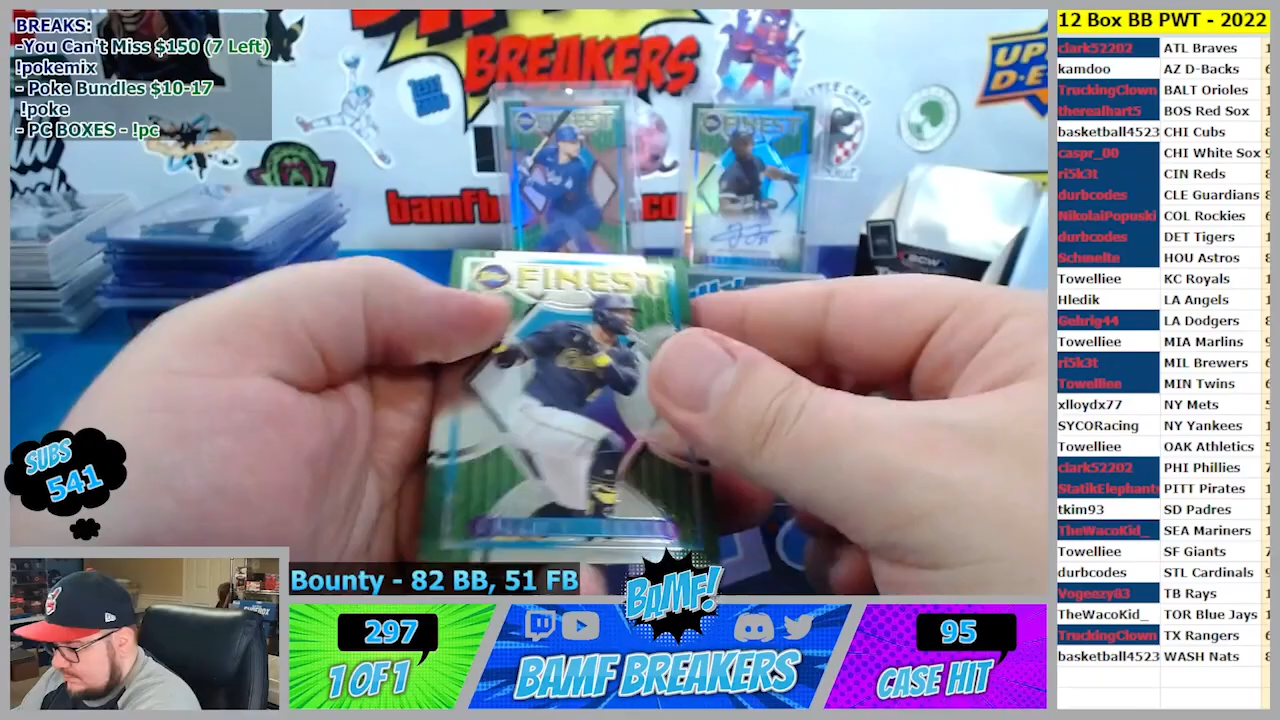 BREAKS:
-You Can't Miss $150 (7 Left)
!pokemix
- Poke Bundles $10-17
!poke
- PC BOXES - !pc
BREAKERS
UP
D.E
bamfb
co
FINEST
FINEST
FINEST
BCW
SUBS
541
Bounty - 82 BB, 51 FB
BAMF!
297
1 OF 1
BAMF BREAKERS
95
CASE HIT
12 Box BB PWT - 2022
clark52202 ATL Braves
kamdoo AZ D-Backs
TruckingClown BALT Orioles
therealhart5 BOS Red Sox
basketball4523 CHI Cubs
caspr_00 CHI White Sox
ri5k3t CIN Reds
durbcodes CLE Guardians
NikolaiPopuski COL Rockies
durbcodes DET Tigers
Schmelte HOU Astros
Towelliee KC Royals
Hledik LA Angels
Gehrig44 LA Dodgers
Towelliee MIA Marlins
ri5k3t MIL Brewers
Towelliee MIN Twins
xlloydx77 NY Mets
SYCORacing NY Yankees
Towelliee OAK Athletics
clark52202 PHI Phillies
StatikElephant PITT Pirates
tkim93 SD Padres
TheWacoKid_ SEA Mariners
Towelliee SF Giants
durbcodes STL Cardinals
Vogeezy83 TB Rays
TheWacoKid_ TOR Blue Jays
TruckingClown TX Rangers
basketball4523 WASH Nats